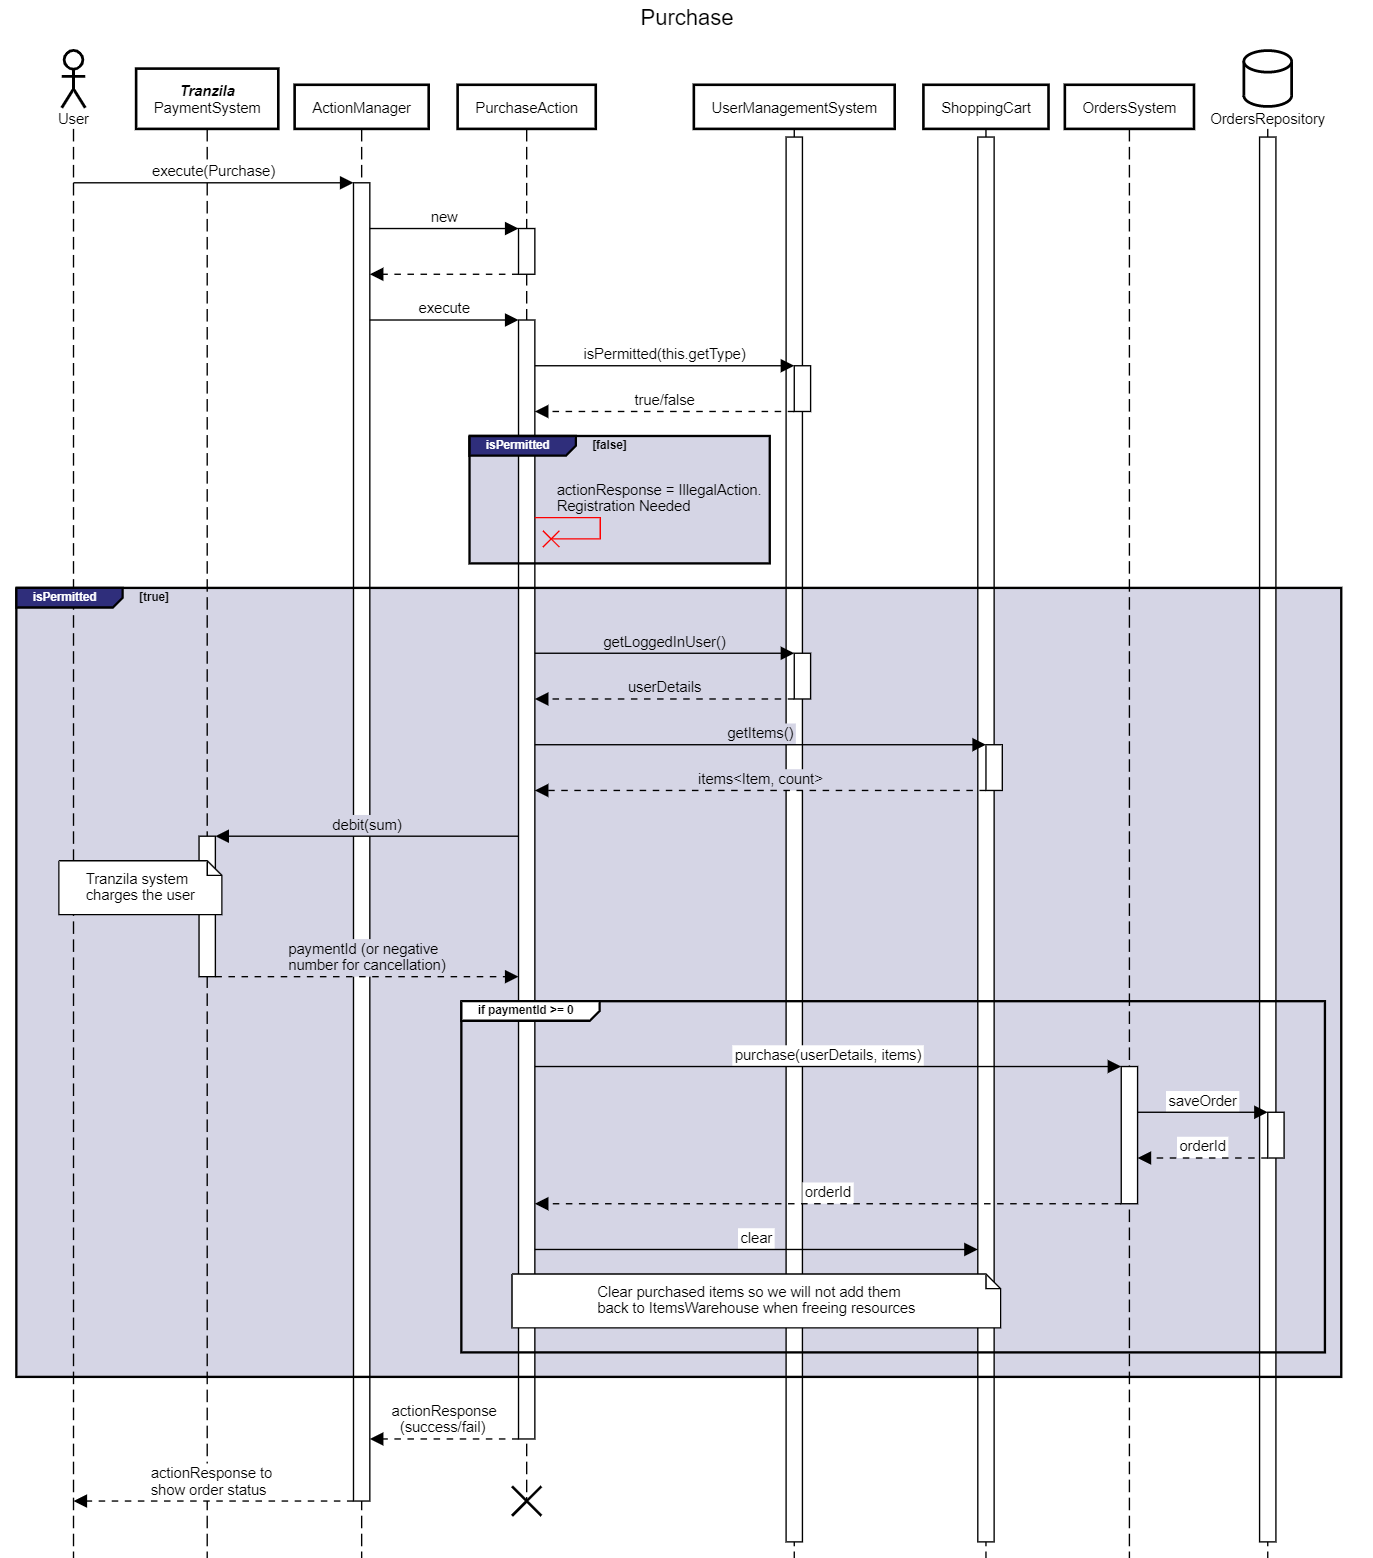 Purchase
User
Tranzila
PaymentSystem
ActionManager
PurchaseAction
UserManagementSystem
ShoppingCart
OrdersSystem
OrdersRepository
execute(Purchase)
new
execute
isPermitted(this.getType)
true/false
isPermitted
[false]
actionResponse = IllegalAction.
Registration Needed
isPermitted
[true]
getLoggedInUser()
userDetails
getItems()
items<Item, count>
debit(sum)
Tranzila system
charges the user
paymentId (or negative
number for cancellation)
if paymentId >= 0
purchase(userDetails, items)
saveOrder
orderId
orderId
clear
Clear purchased items so we will not add them
back to ItemsWarehouse when freeing resources
actionResponse
(success/fail)
actionResponse to
show order status